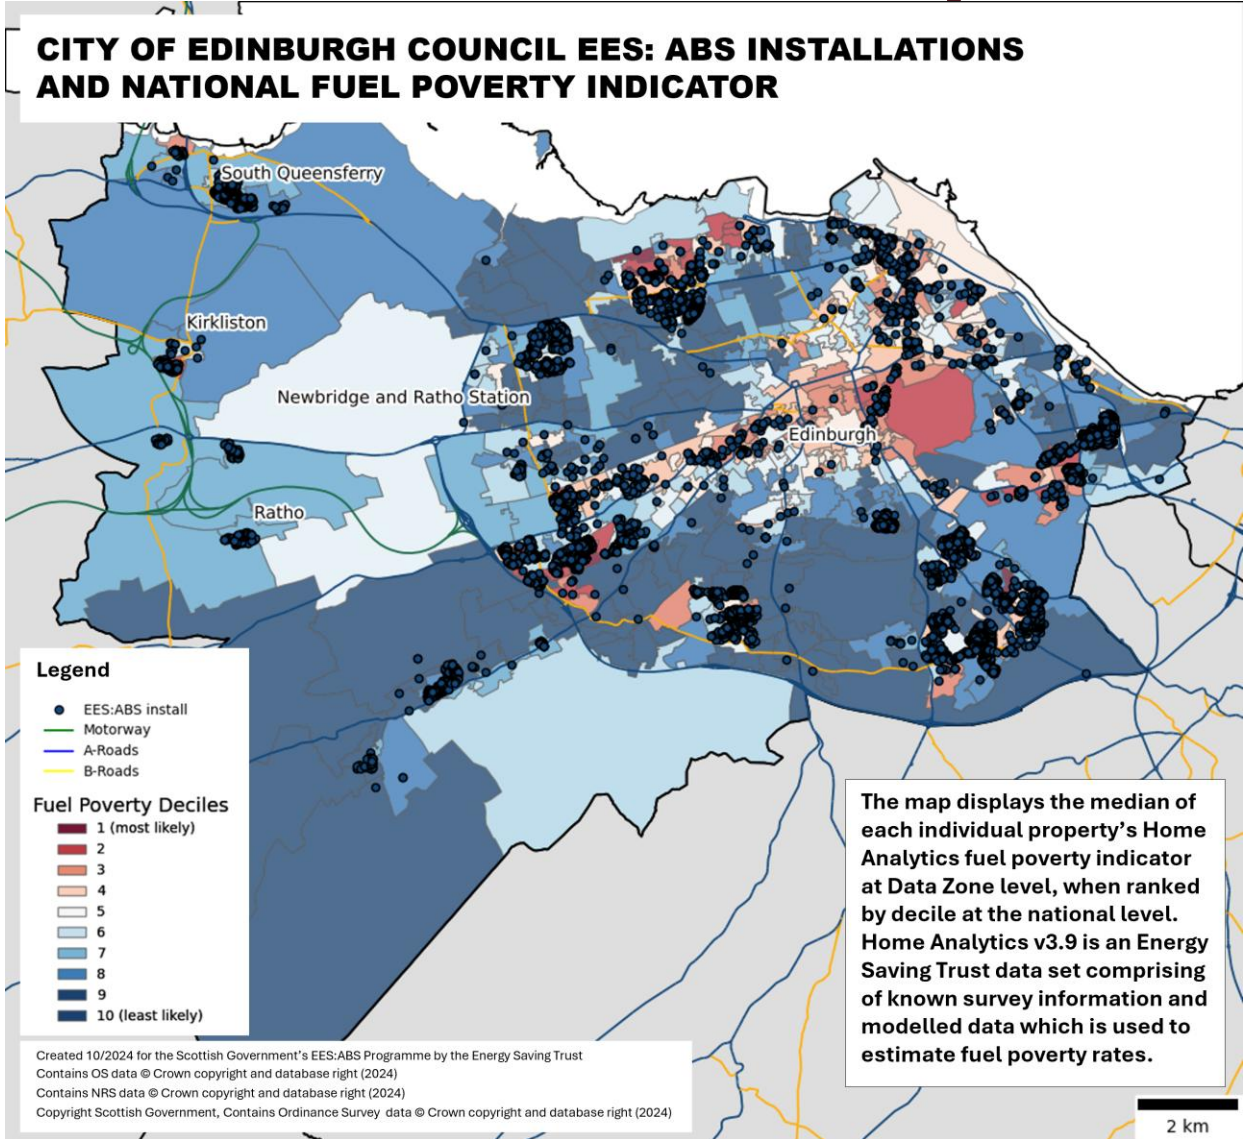 CITY OF EDINBURGH COUNCIL EES: ABS INSTALLATIONS
AND NATIONAL FUEL POVERTY INDICATOR
South Queensferry
Kirkliston
Newbridge and Ratho Station
Edinburgh
Ratho
Legend
EES:ABS install
Motorway
A-Roads
B-Roads
Fuel Poverty Deciles
1 (most likely)
2
3
4
5
6
7
8
9
10 (least likely)
The map displays the median of
each individual property's Home
Analytics fuel poverty indicator
at Data Zone level, when ranked
by decile at the national level.
Home Analytics v3.9 is an Energy
Saving Trust data set comprising
of known survey information and
modelled data which is used to
estimate fuel poverty rates.
Created 10/2024 for the Scottish Government's EES:ABS Programme by the Energy Saving Trust
Contains OS data © Crown copyright and database right (2024)
Contains NRS data © Crown copyright and database right (2024)
Copyright Scottish Government, Contains Ordinance Survey data © Crown copyright and database right (2024)
2 km